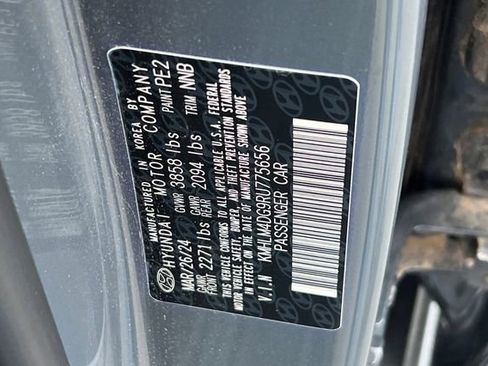 MANUFACTURED IN KOREA BY
HYUNDAI MOTOR COMPANY
MAR/26/24 GVWR 3858 lbs PAINT PE2
GAWR FRONT 2271 lbs GAWR REAR 2094 lbs TRIM NNB
THIS VEHICLE CONFORMS TO ALL APPLICABLE U.S.A. FEDERAL
MOTOR VEHICLE SAFETY, BUMPER, AND THEFT PREVENTION STANDARDS
IN EFFECT ON THE DATE OF MANUFACTURE SHOWN ABOVE.
V.I.N KMHLM4DG9RU775656
PASSENGER CAR